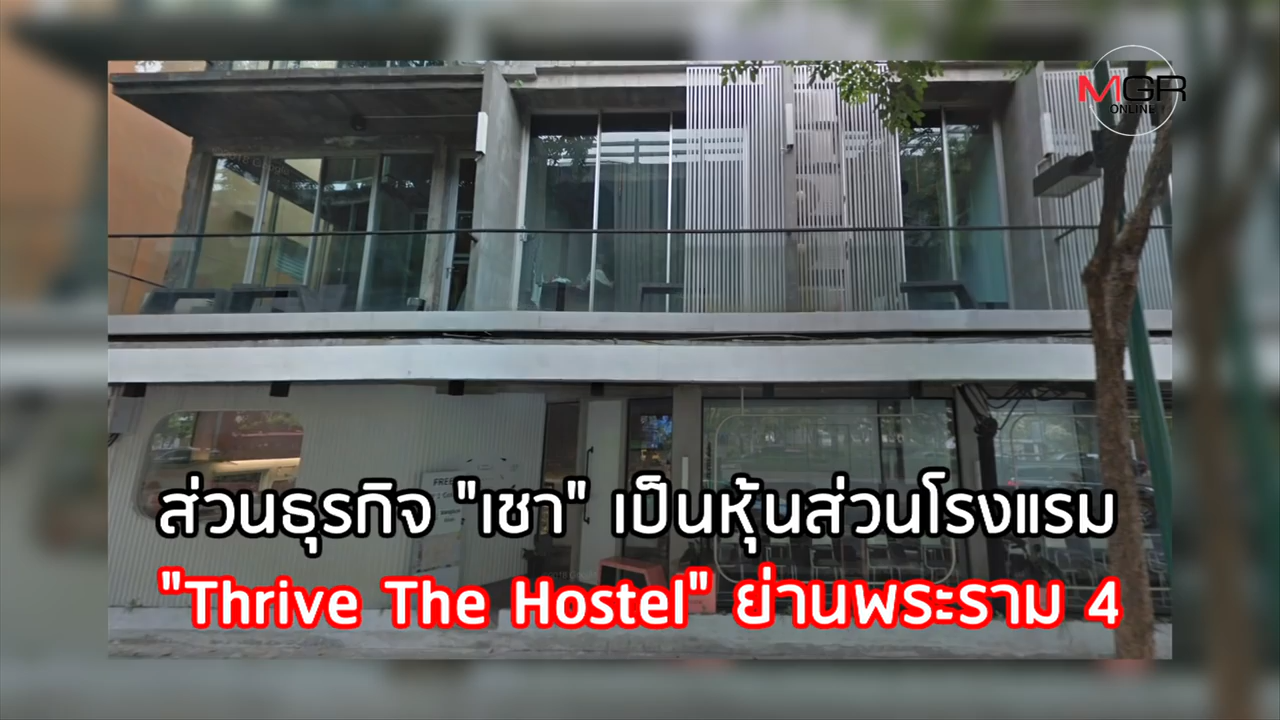 MGR
ONLINE
FREE
ส่วนธุรกิจ "เชา" เป็นหุ้นส่วนโรงแรม
"Thrive The Hostel" ย่านพระราม 4